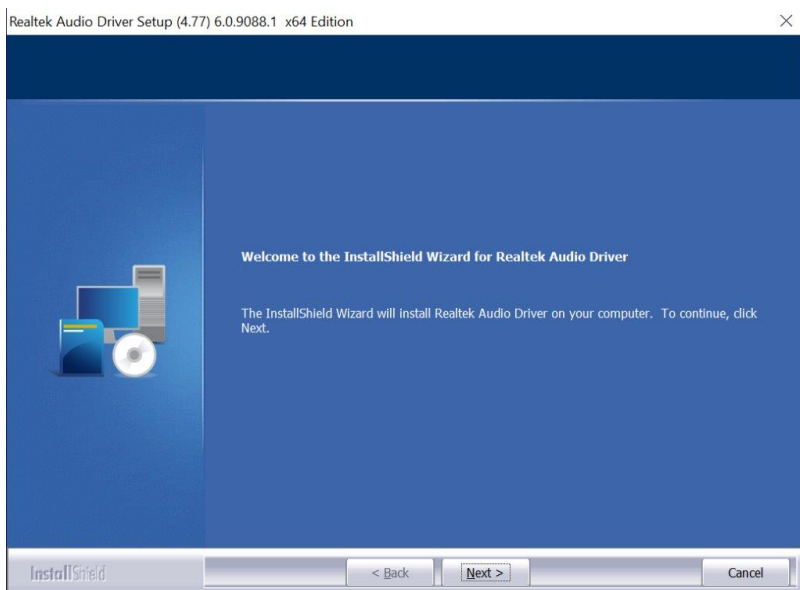 Realtek Audio Driver Setup (4.77) 6.0.9088.1 x64 Edition
Welcome to the InstallShield Wizard for Realtek Audio Driver
The InstallShield Wizard will install Realtek Audio Driver on your computer. To continue, click
Next.
InstallShield
< Back
Next >
Cancel